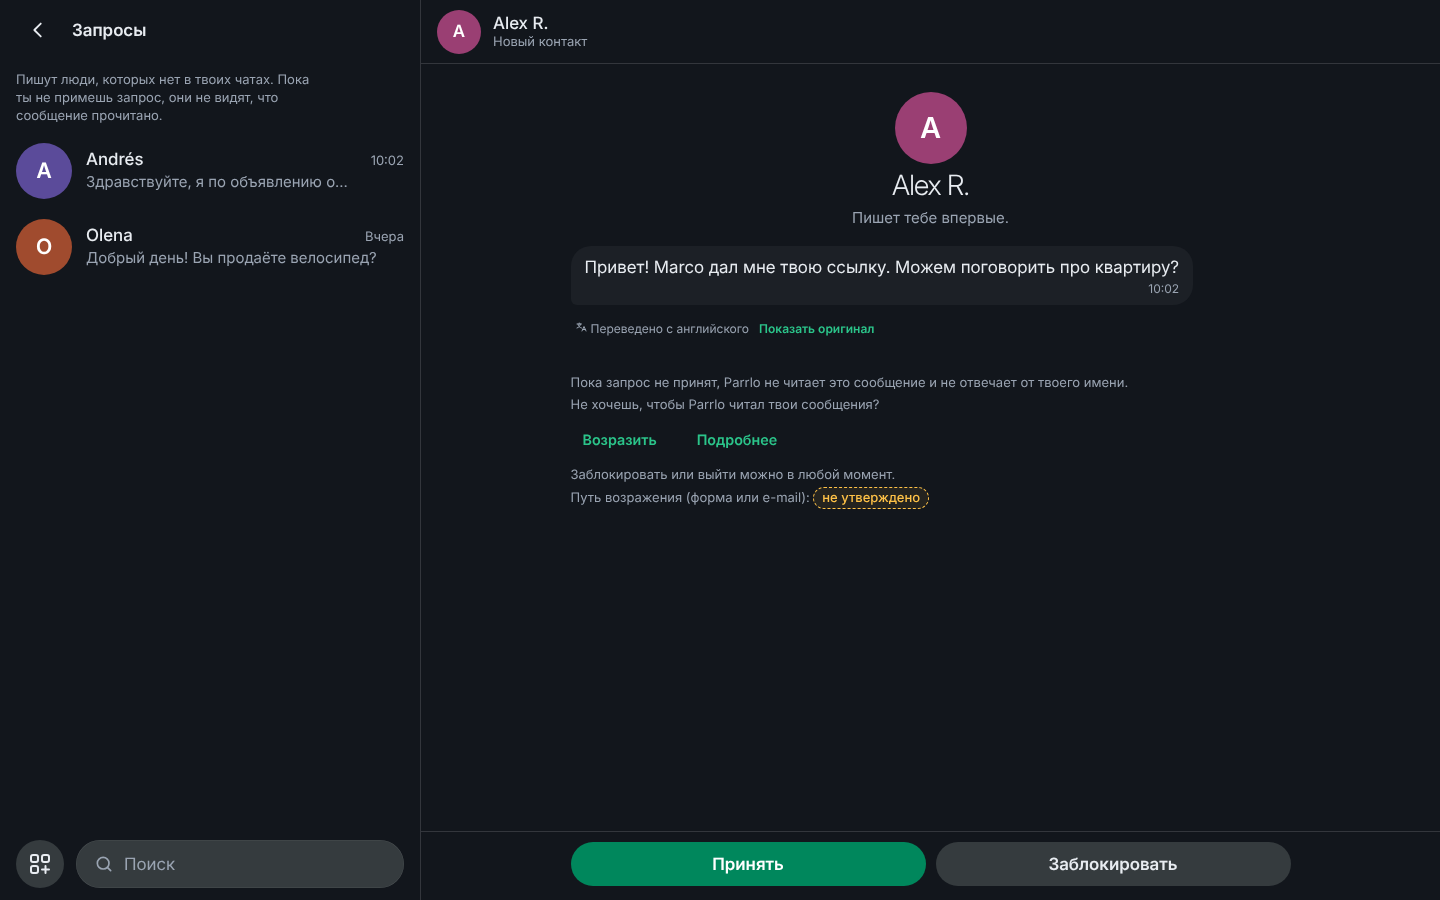 Запросы
Пишут люди, которых нет в твоих чатах. Пока
ты не примешь запрос, они не видят, что
сообщение прочитано.
A
Andrés
10:02
Здравствуйте, я по объявлению о...
O
Olena
Вчера
Добрый день! Вы продаёте велосипед?
Поиск
A
Alex R.
Новый контакт
A
Alex R.
Пишет тебе впервые.
Привет! Marco дал мне твою ссылку. Можем поговорить про квартиру?
10:02
Переведено с английского Показать оригинал
Пока запрос не принят, Parrlo не читает это сообщение и не отвечает от твоего имени.
Не хочешь, чтобы Parrlo читал твои сообщения?
Возразить Подробнее
Заблокировать или выйти можно в любой момент.
Путь возражения (форма или e-mail): не утверждено
Принять Заблокировать